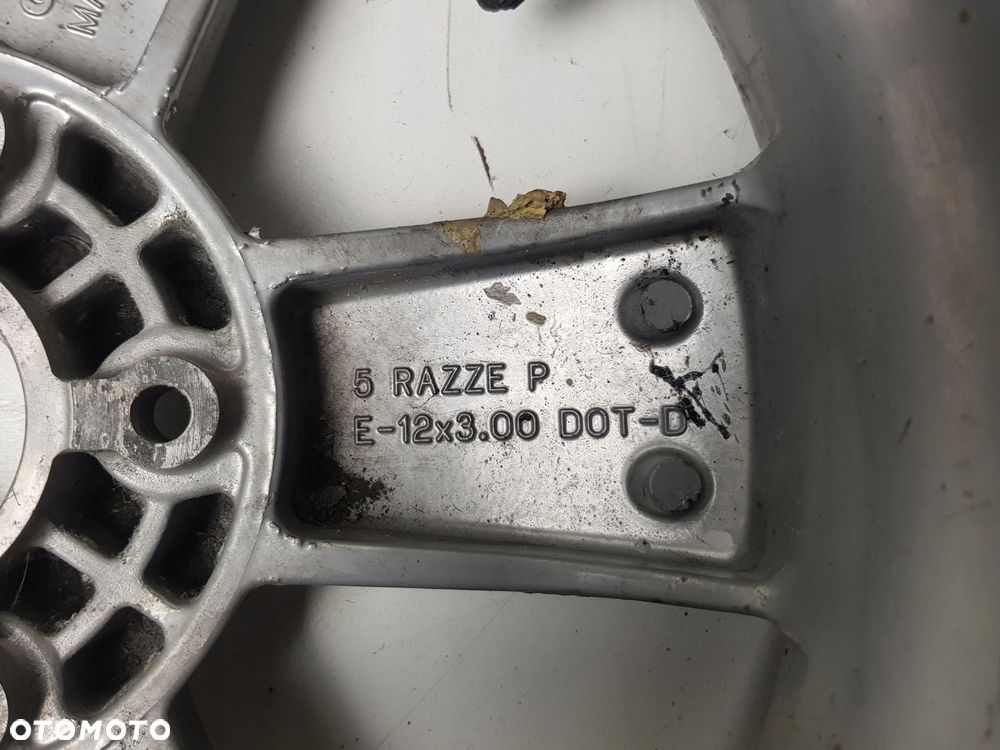 5 RAZZE P
E-12x3.00 DOT-D
OTOMOTO